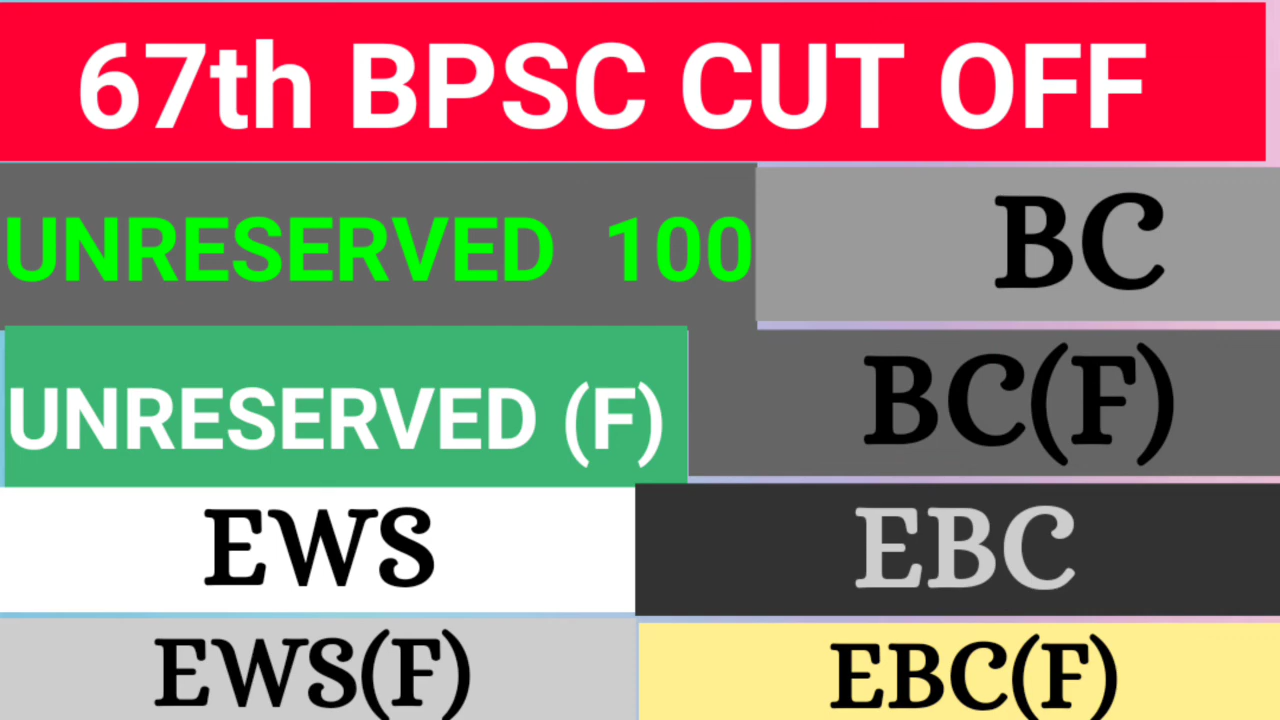 67th BPSC CUT OFF
UNRESERVED 100
BC
UNRESERVED (F)
BC(F)
EWS
EBC
EWS(F)
EBC(F)